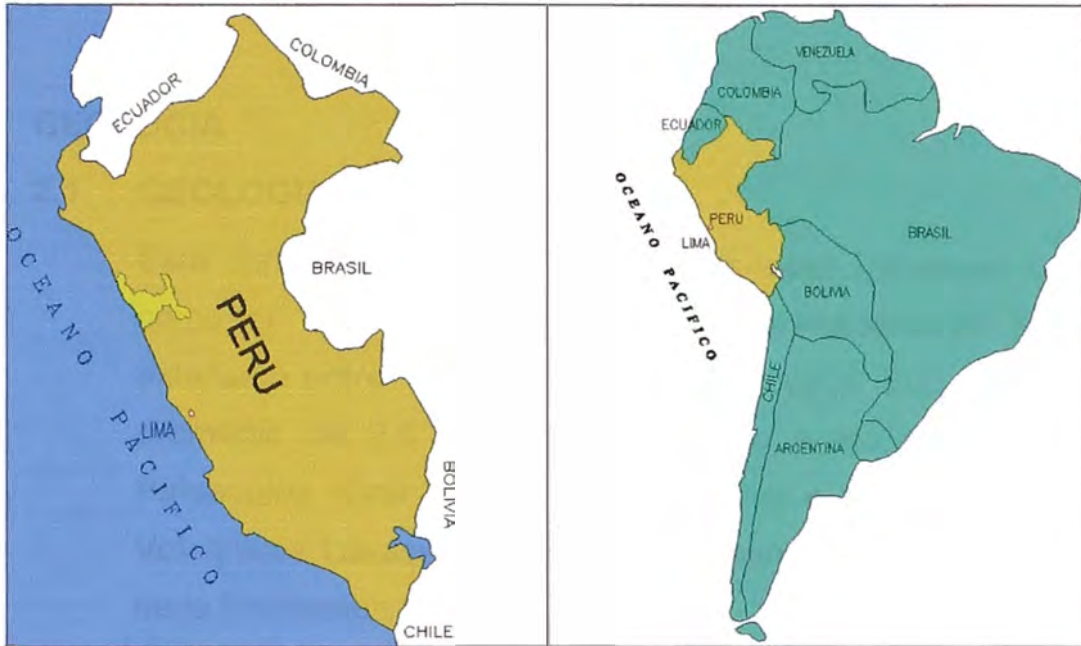 COLOMBIA
ECUADOR
OCEANO PACIFICO
BRASIL
PERU
LIMA
BOLIVIA
CHILE
VENEZUELA
COLOMBIA
ECUADOR
OCEANO PACIFICO
PERU
LIMA
BRASIL
BOLIVIA
CHILE
ARGENTINA